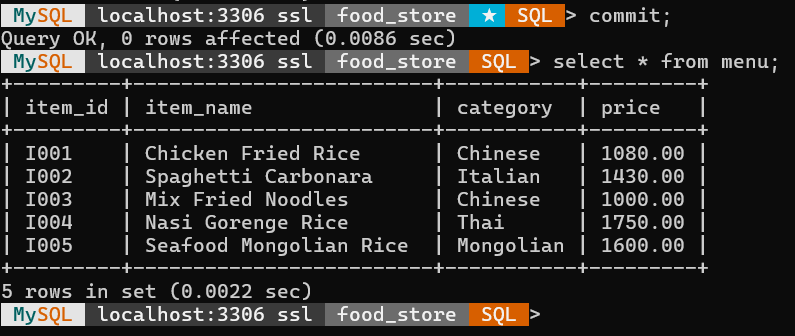 MySQL localhost:3306 ssl food_store ★ SQL > commit;
Query OK, 0 rows affected (0.0086 sec)
MySQL localhost:3306 ssl food_store SQL > select * from menu;
+---------+-------------------------+-----------+---------+
| item_id | item_name               | category  | price   |
+---------+-------------------------+-----------+---------+
| I001    | Chicken Fried Rice      | Chinese   | 1080.00 |
| I002    | Spaghetti Carbonara     | Italian   | 1430.00 |
| I003    | Mix Fried Noodles       | Chinese   | 1000.00 |
| I004    | Nasi Gorenge Rice       | Thai      | 1750.00 |
| I005    | Seafood Mongolian Rice  | Mongolian | 1600.00 |
+---------+-------------------------+-----------+---------+
5 rows in set (0.0022 sec)
MySQL localhost:3306 ssl food_store SQL >